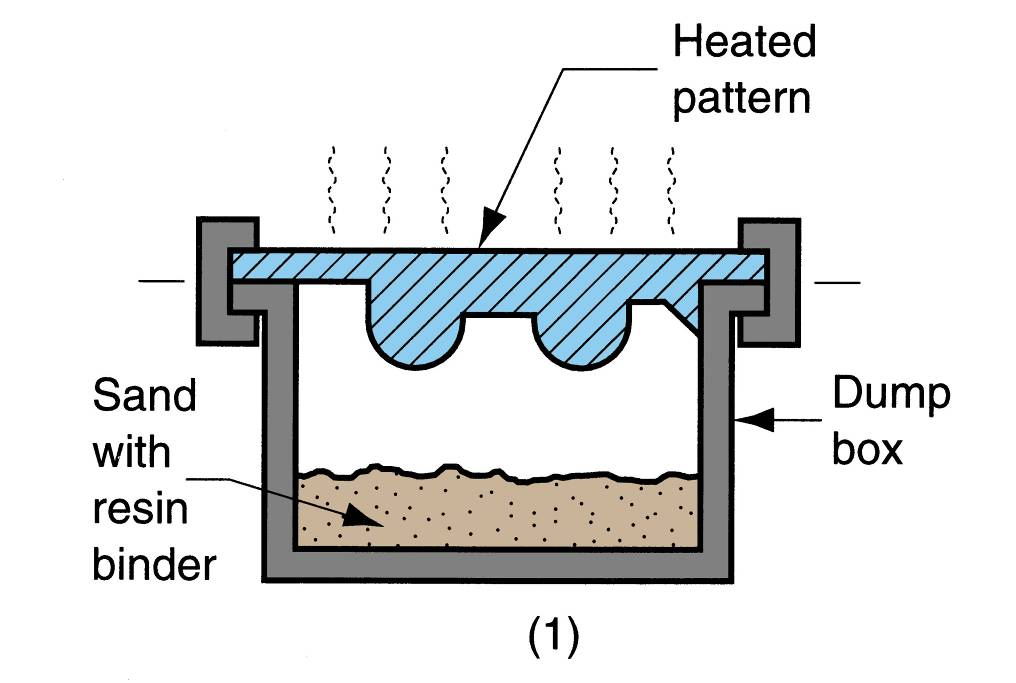 Heated
pattern
Sand
with
resin
binder
Dump
box
(1)